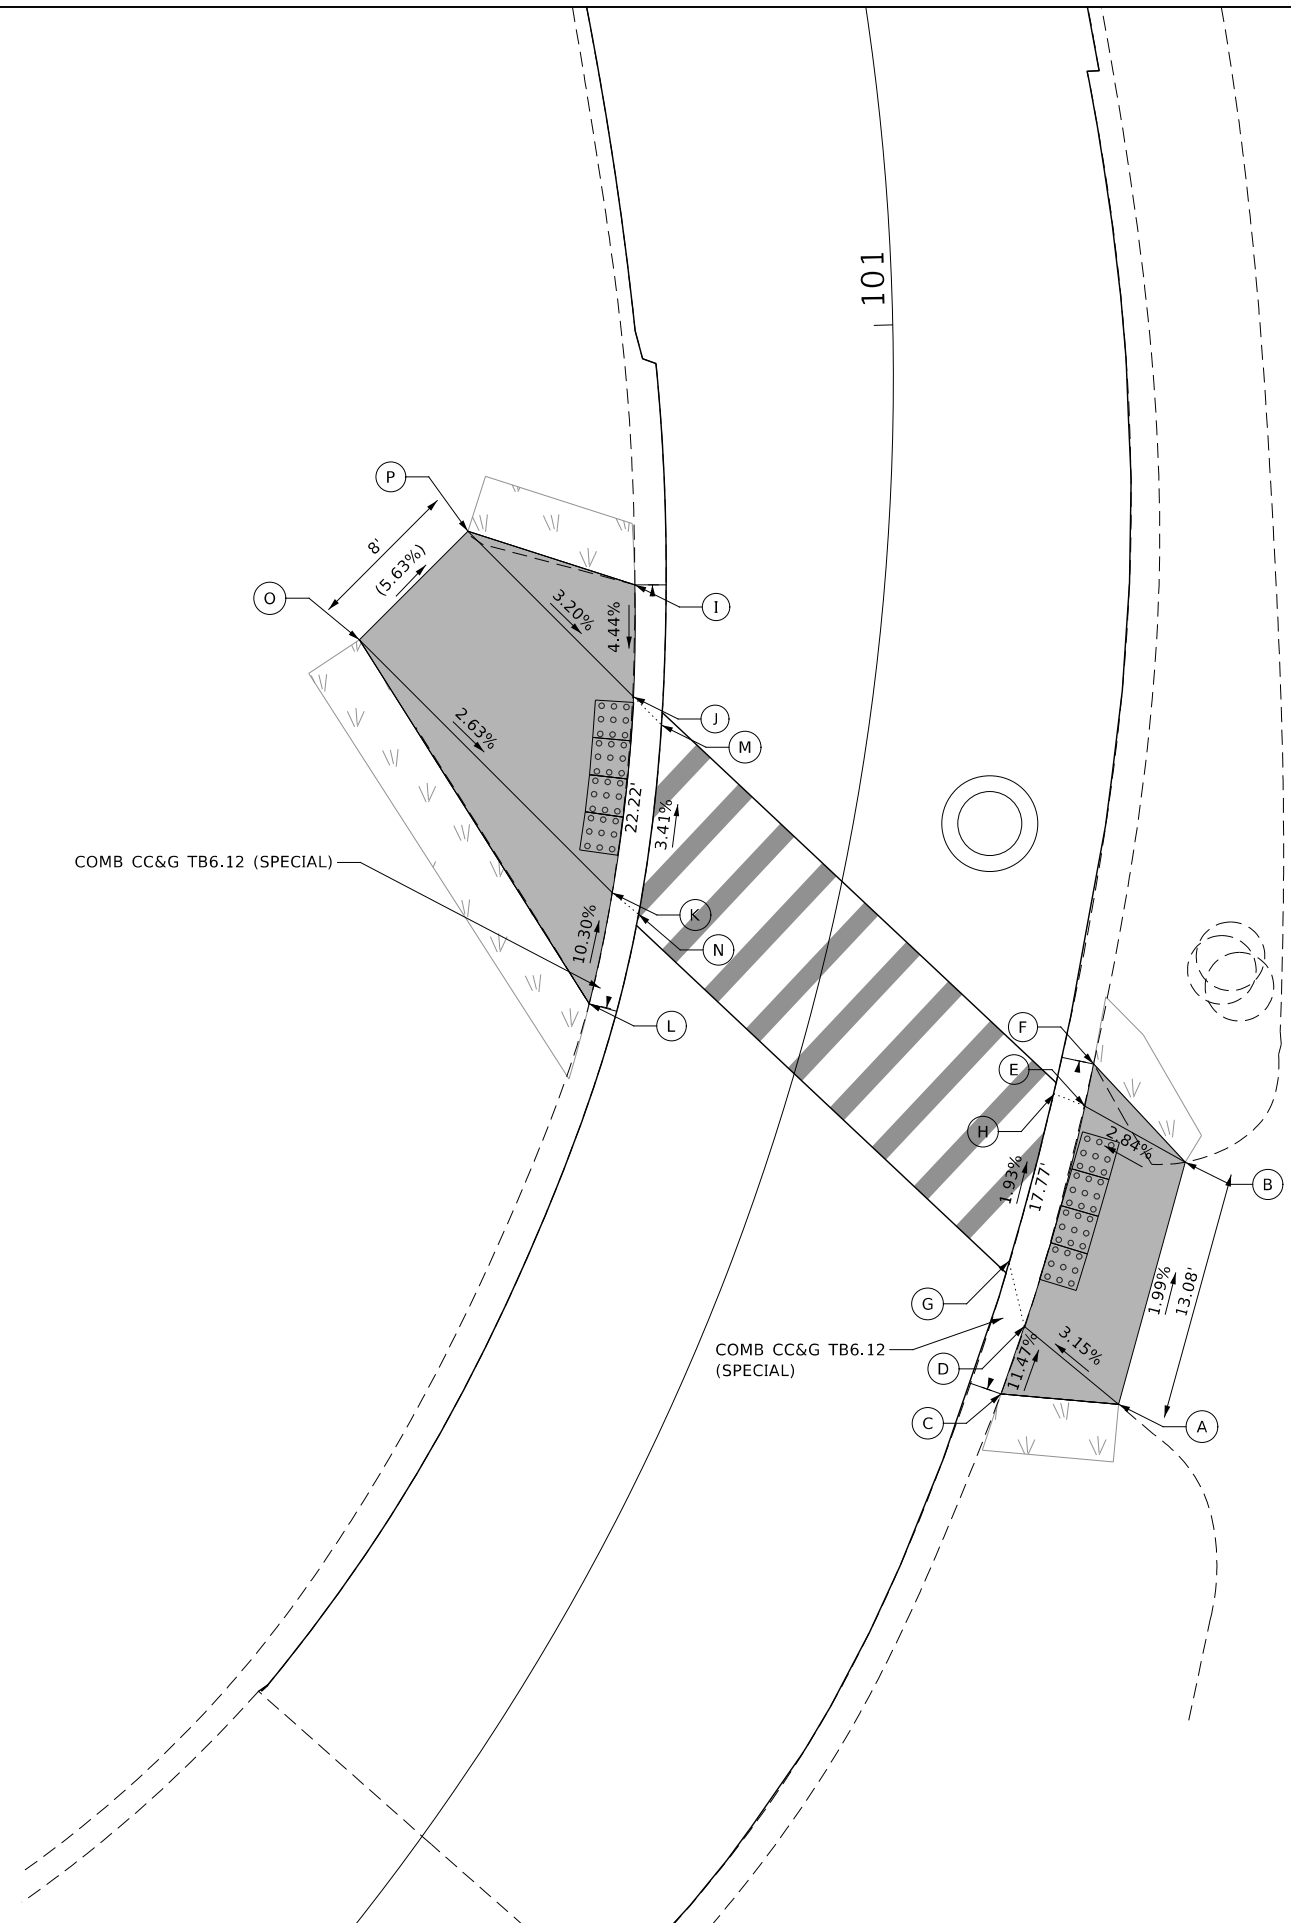 101
P
8'
(5.63%)
O
3.20%
4.44%
I
2.63%
J
M
22.22'
3.41%
COMB CC&G TB6.12 (SPECIAL)
K
10.30%
N
L
F
E
H
2.84%
1.93%
17.77'
B
1.99%
13.08'
G
COMB CC&G TB6.12
(SPECIAL)
3.15%
D
11.47%
C
A